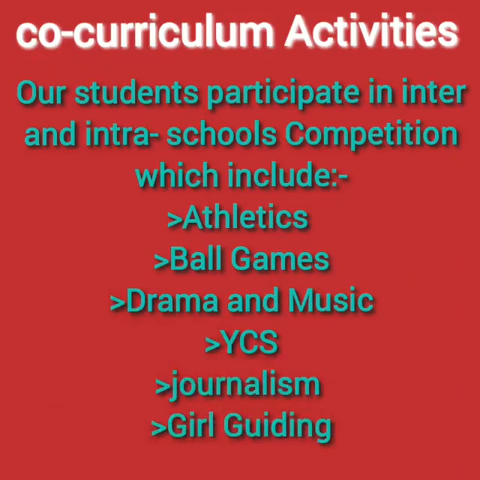 co-curriculum Activities
Our students participate in inter
and intra- schools Competition
which include:-
>Athletics
>Ball Games
>Drama and Music
>YCS
>journalism
>Girl Guiding